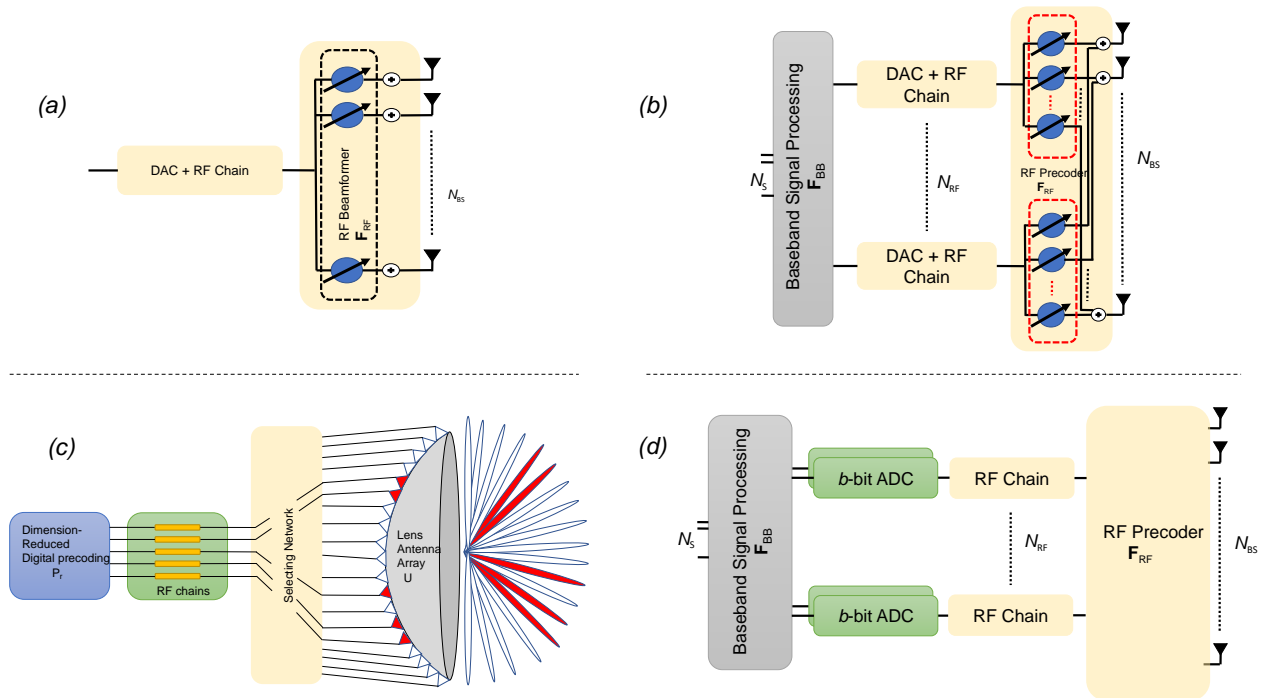 (a)
DAC + RF Chain
RF Beamformer
F_RF
N_BS
(b)
N_S
Baseband Signal Processing
F_BB
DAC + RF
Chain
N_RF
DAC + RF
Chain
RF Precoder
F_RF
N_BS
(c)
Dimension-
Reduced
Digital precoding
P_r
RF chains
Selecting Network
Lens
Antenna
Array
U
(d)
N_S
Baseband Signal Processing
F_BB
b-bit ADC
RF Chain
N_RF
b-bit ADC
RF Chain
RF Precoder
F_RF
N_BS